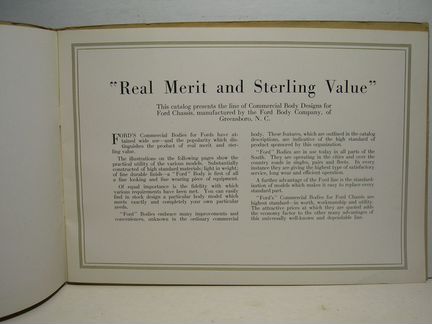 "Real Merit and Sterling Value"
This catalog presents the line of Commercial Body Designs for
Ford Chassis, manufactured by the Ford Body Company, of
Greensboro, N. C.
FORD'S Commercial Bodies for Fords have at-
tained wide use—and the popularity which dis-
tinguishes the product of real merit and ster-
ling value.
The illustrations on the following pages show the
practical utility of the various models. Substantially
constructed of high standard materials, light in weight,
of fine durable finish—a "Ford" Body is first of all
a fine looking and fine wearing piece of equipment.
Of equal importance is the fidelity with which
various requirements have been met. You can easily
find in stock design a particular body model which
meets exactly and completely your own particular
needs.
"Ford" Bodies embrace many improvements and
conveniences, unknown in the ordinary commercial
body. These features, which are outlined in the catalog
descriptions, are indicative of the high standard of
product sponsored by this organization.
"Ford" Bodies are in use today in all parts of the
South. They are operating in the cities and over the
country roads in singles, pairs and fleets. In every
instance they are giving the highest type of satisfactory
service, long wear and efficient operation.
A further advantage of the Ford line is the standard-
ization of models which makes it easy to replace every
standard part.
"Ford's" Commercial Bodies for Ford Chassis are
highest standard—in worth, workmanship and utility.
The attractive prices at which they are quoted adds
the economy factor to the other many advantages of
this universally well-known and dependable line.